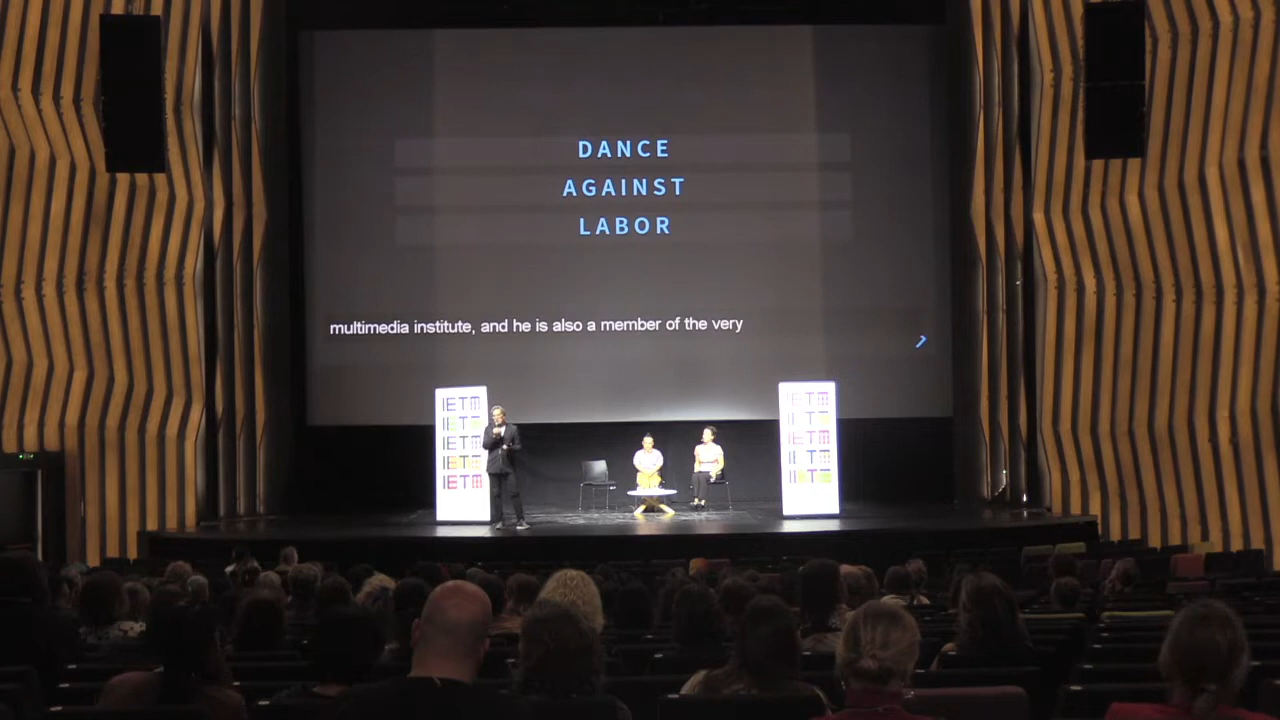 DANCE
AGAINST
LABOR
multimedia institute, and he is also a member of the very
IETM
IETM
IETM
IETM
IETM
IETM
IETM
IETM
IETM
IETM